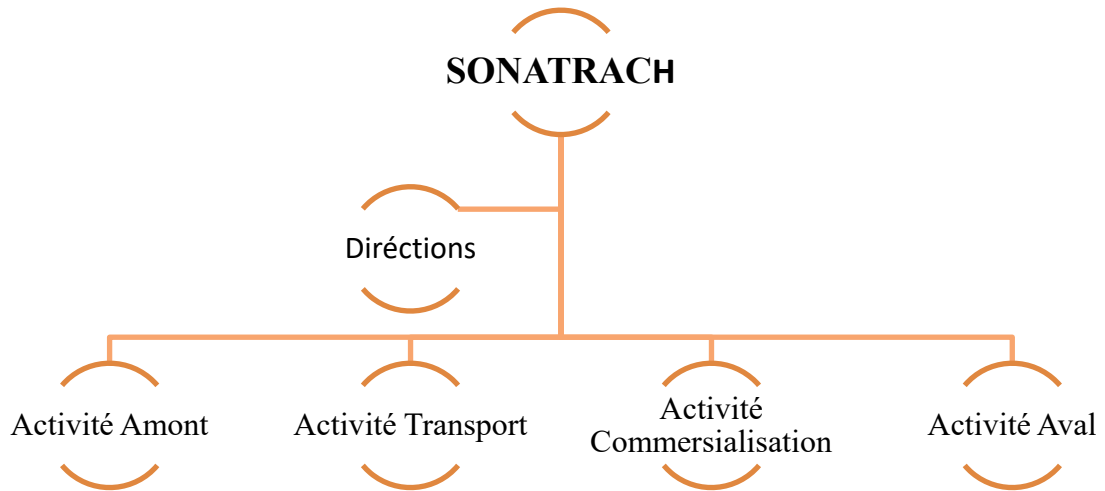 SONATRACH
Diréctions
Activité Amont
Activité Transport
Activité
Commersialisation
Activité Aval